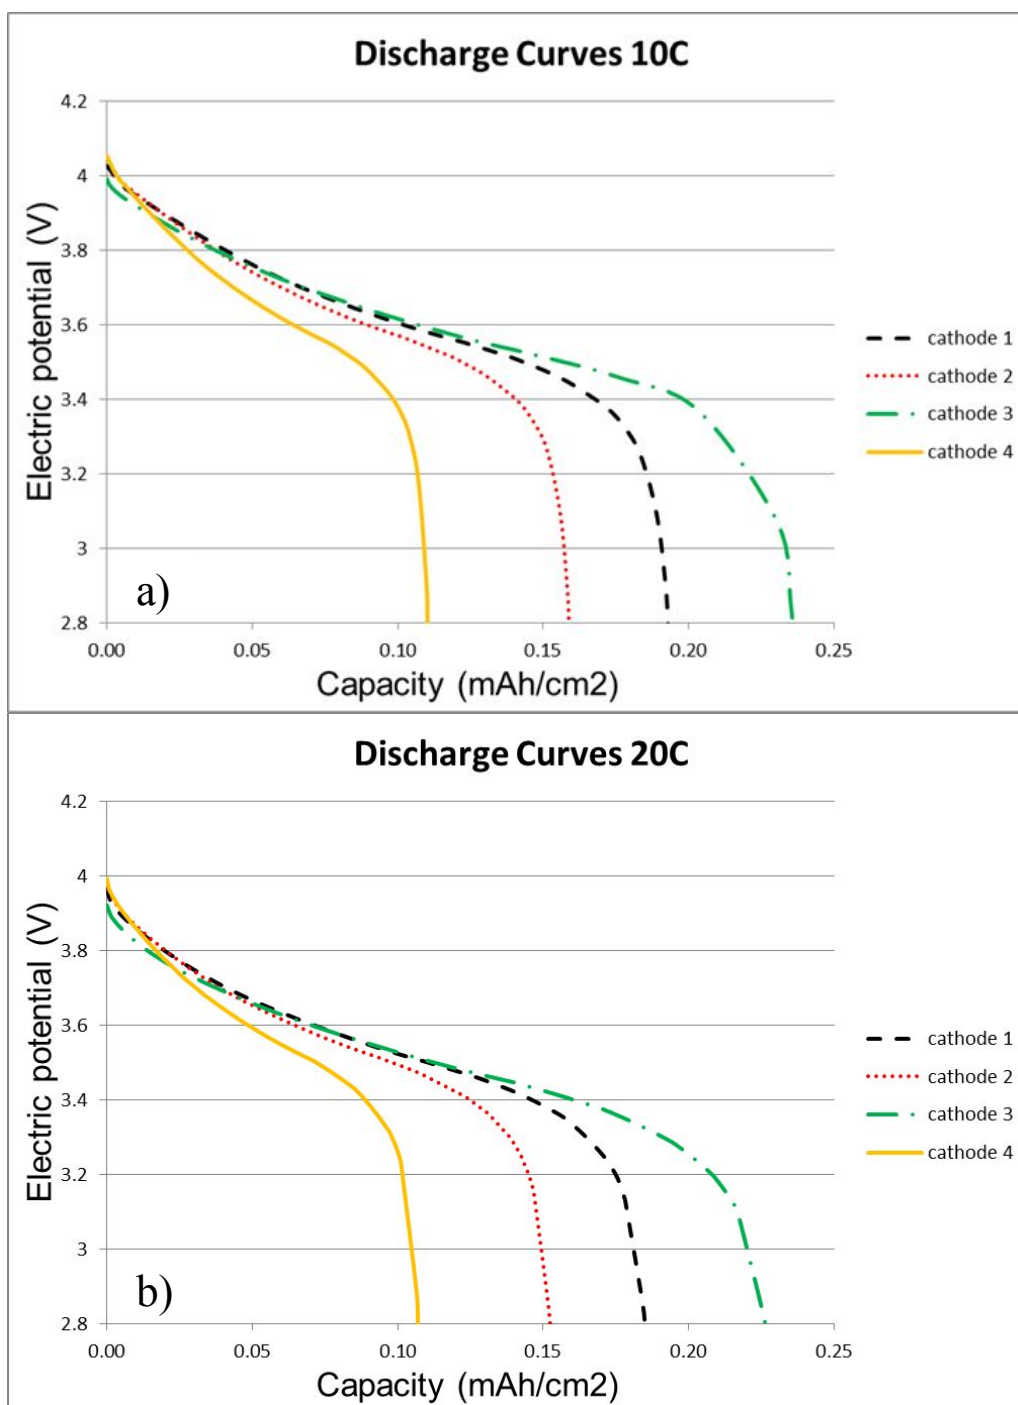 Discharge Curves 10C
4.2
4
3.8
3.6
3.4
3.2
3
2.8
Electric potential (V)
a)
0.00 0.05 0.10 0.15 0.20 0.25
Capacity (mAh/cm2)
cathode 1
cathode 2
cathode 3
cathode 4
Discharge Curves 20C
4.2
4
3.8
3.6
3.4
3.2
3
2.8
Electric potential (V)
b)
0.00 0.05 0.10 0.15 0.20 0.25
Capacity (mAh/cm2)
cathode 1
cathode 2
cathode 3
cathode 4